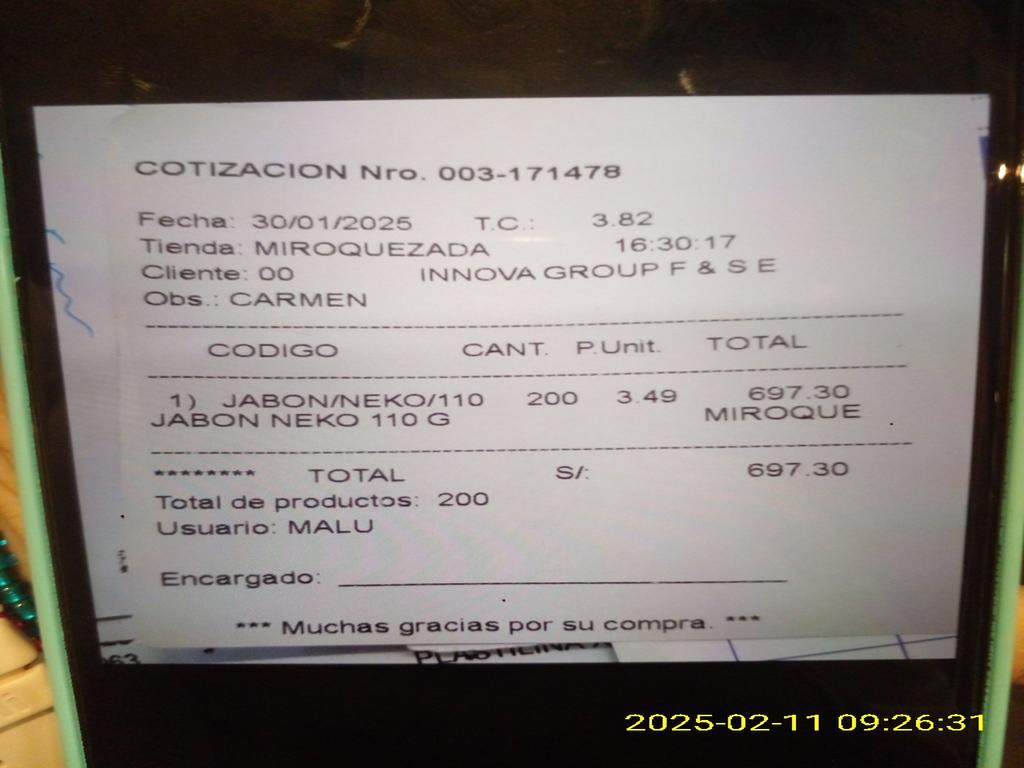 COTIZACION Nro. 003-171478
Fecha: 30/01/2025 T.C.: 3.82
Tienda: MIROQUEZADA 16:30:17
Cliente: 00 INNOVA GROUP F & S E
Obs.: CARMEN
CODIGO CANT. P.Unit. TOTAL
1) JABON/NEKO/110 200 3.49 697.30
JABON NEKO 110 G MIROQUE
******** TOTAL S/: 697.30
Total de productos: 200
Usuario: MALU
Encargado:
*** Muchas gracias por su compra. ***
63
2025-02-11 09:26:31